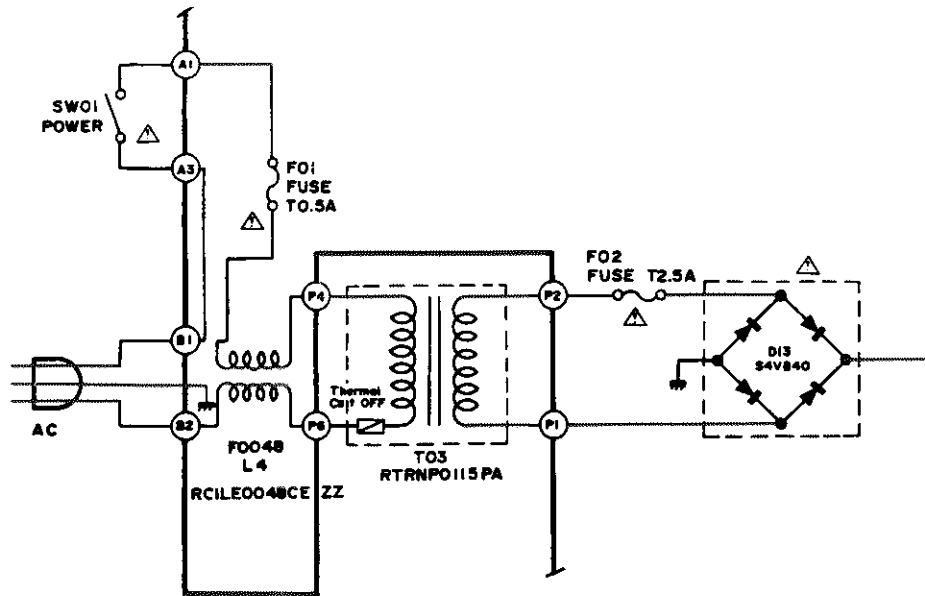 A1
SW01
POWER
A3
F01
FUSE
T0.5A
B1
AC
B2
F0048
L4
RCILE0048CE ZZ
P4
P6
Thermal
Cut OFF
T03
RTRNP0115PA
P2
P1
F02
FUSE T2.5A
D13
S4VB40